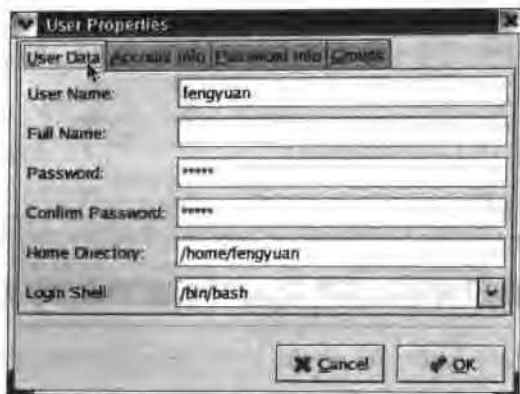 User Properties
User Data Account Info Password Info Groups
User Name: fengyuan
Full Name:
Password: *****
Confirm Password: *****
Home Directory: /home/fengyuan
Login Shell: /bin/bash
Cancel OK